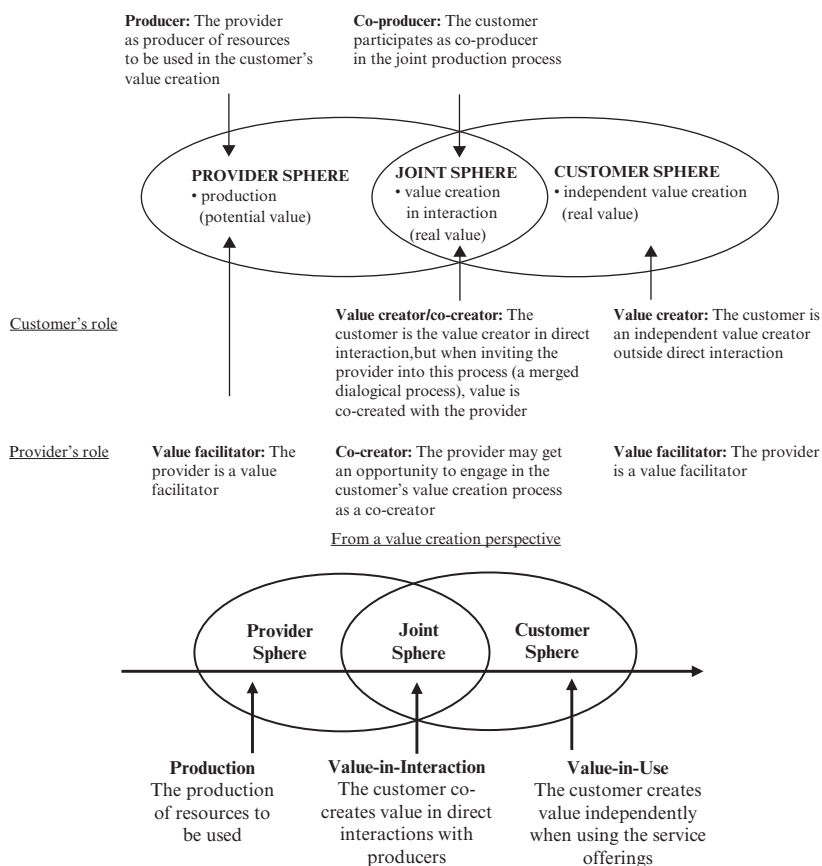 Producer: The provider
as producer of resources
to be used in the customer's
value creation
Co-producer: The customer
participates as co-producer
in the joint production process
PROVIDER SPHERE
• production
(potential value)
JOINT SPHERE
• value creation
in interaction
(real value)
CUSTOMER SPHERE
• independent value creation
(real value)
Customer's role
Value creator/co-creator: The
customer is the value creator in direct
interaction,but when inviting the
provider into this process (a merged
dialogical process), value is
co-created with the provider
Value creator: The customer is
an independent value creator
outside direct interaction
Provider's role
Value facilitator: The
provider is a value
facilitator
Co-creator: The provider may get
an opportunity to engage in the
customer's value creation process
as a co-creator
Value facilitator: The provider
is a value facilitator
From a value creation perspective
Provider
Sphere
Joint
Sphere
Customer
Sphere
Production
The production
of resources to
be used
Value-in-Interaction
The customer co-
creates value in direct
interactions with
producers
Value-in-Use
The customer creates
value independently
when using the service
offerings